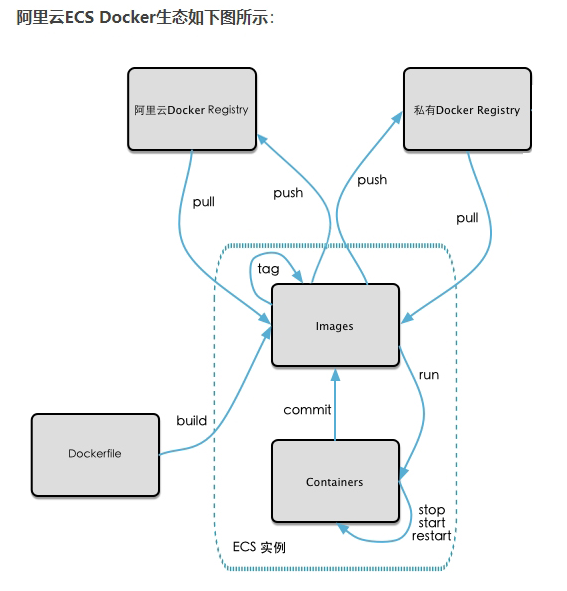 阿里云ECS Docker生态如下图所示：
阿里云Docker Registry
私有Docker Registry
pull
push
push
pull
tag
Images
run
commit
build
Dockerfile
Containers
stop
start
restart
ECS 实例